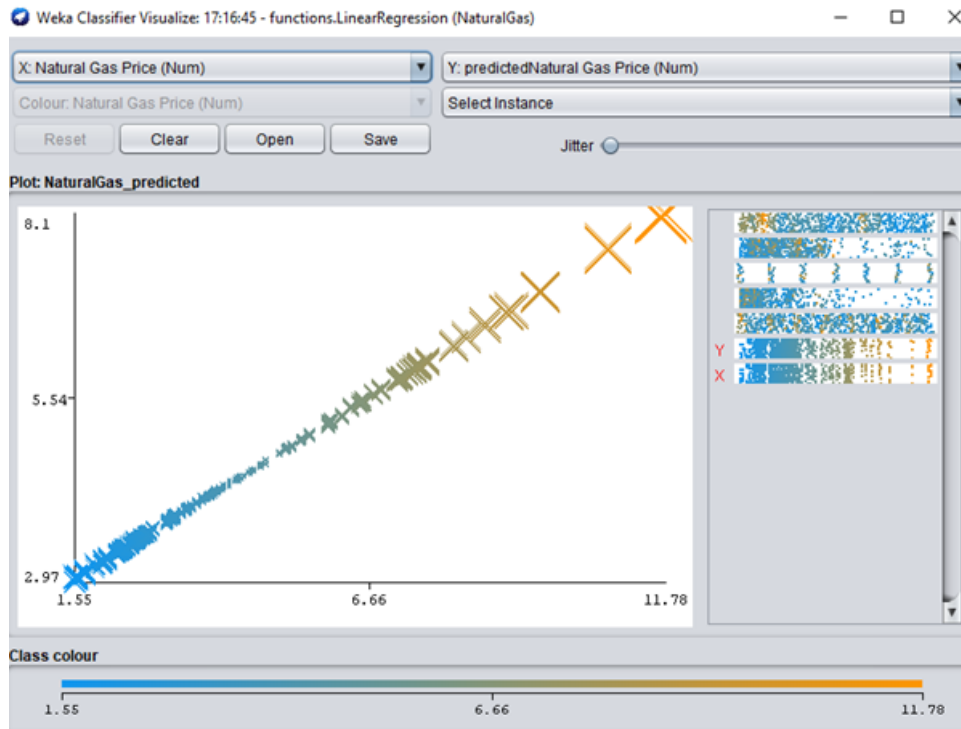 Weka Classifier Visualize: 17:16:45 - functions.LinearRegression (NaturalGas)
X: Natural Gas Price (Num)
Y: predictedNatural Gas Price (Num)
Colour: Natural Gas Price (Num)
Select Instance
Reset
Clear
Open
Save
Jitter
Plot: NaturalGas_predicted
8.1
5.54
2.97
1.55
6.66
11.78
Y
X
Class colour
1.55
6.66
11.78